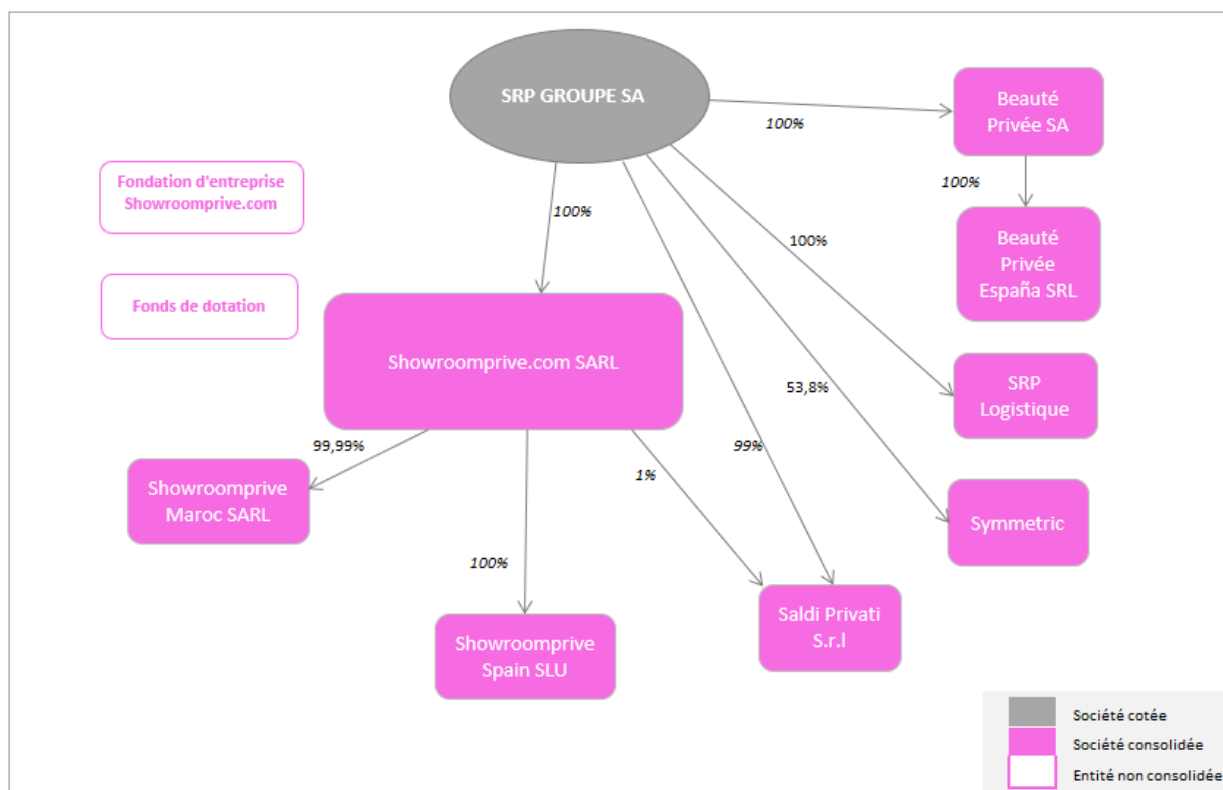 SRP GROUPE SA
100%
Beauté
Privée SA
Fondation d'entreprise
Showroomprive.com
100%
100%
100%
Beauté
Privée
España SRL
Fonds de dotation
Showroomprive.com SARL
53,8%
SRP
Logistique
99,99%
99%
1%
Showroomprive
Maroc SARL
Symmetric
100%
Saldi Privati
S.r.l
Showroomprive
Spain SLU
Société cotée
Société consolidée
Entité non consolidée